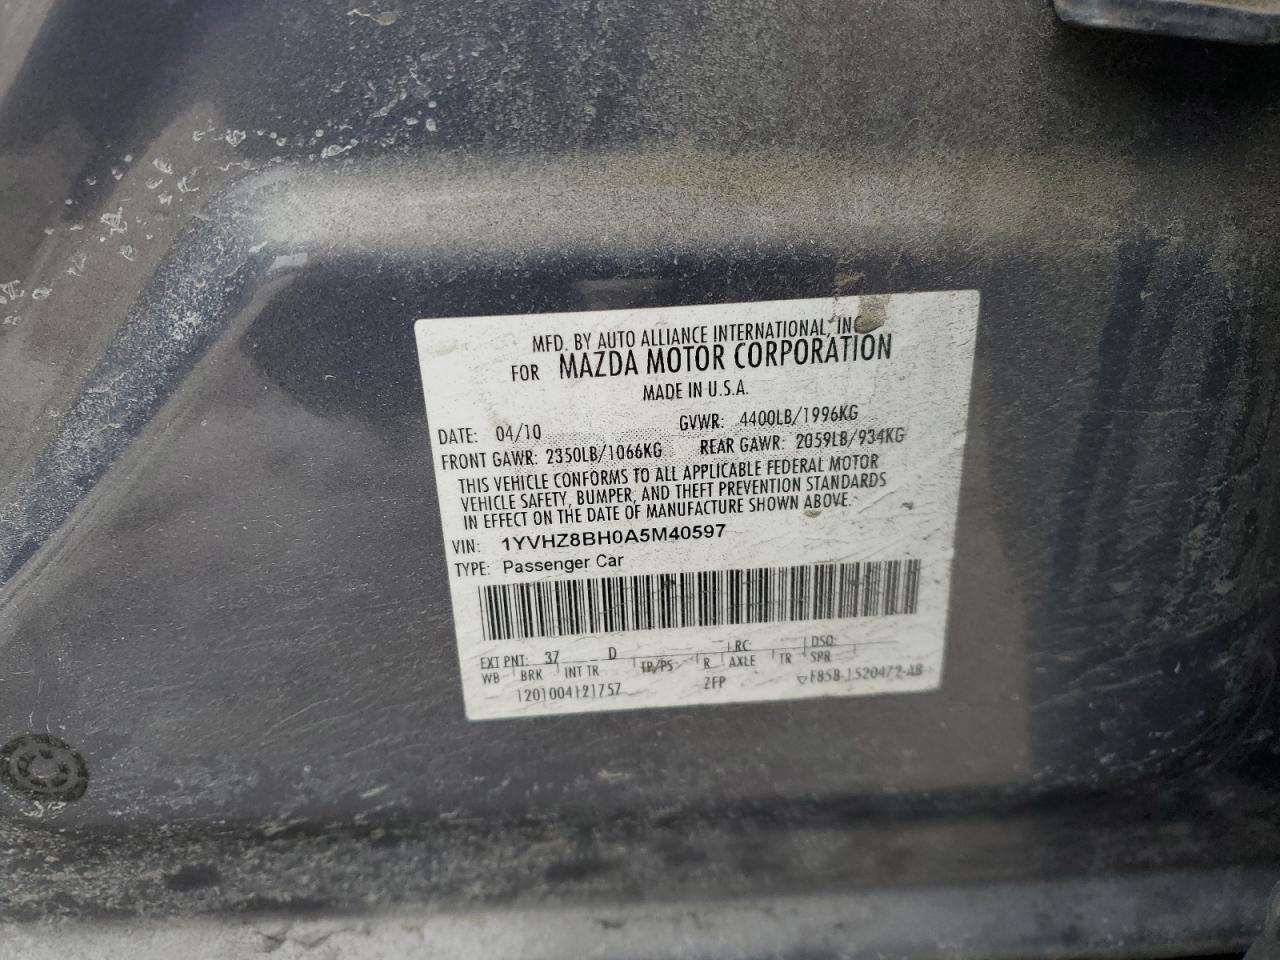 MFD. BY AUTO ALLIANCE INTERNATIONAL, INC
FOR MAZDA MOTOR CORPORATION
MADE IN U.S.A.
DATE: 04/10 GVWR: 4400LB/1996KG
FRONT GAWR: 2350LB/1066KG REAR GAWR: 2059LB/934KG
THIS VEHICLE CONFORMS TO ALL APPLICABLE FEDERAL MOTOR
VEHICLE SAFETY, BUMPER, AND THEFT PREVENTION STANDARDS
IN EFFECT ON THE DATE OF MANUFACTURE SHOWN ABOVE.
VIN: 1YVHZ8BH0A5M40597
TYPE: Passenger Car
EXT PNT: 37 D RC: DSO:
WB BRK INT TR TP/PS R AXLE TR SPR
1201004121757 ZFP F85B-1520472-AB